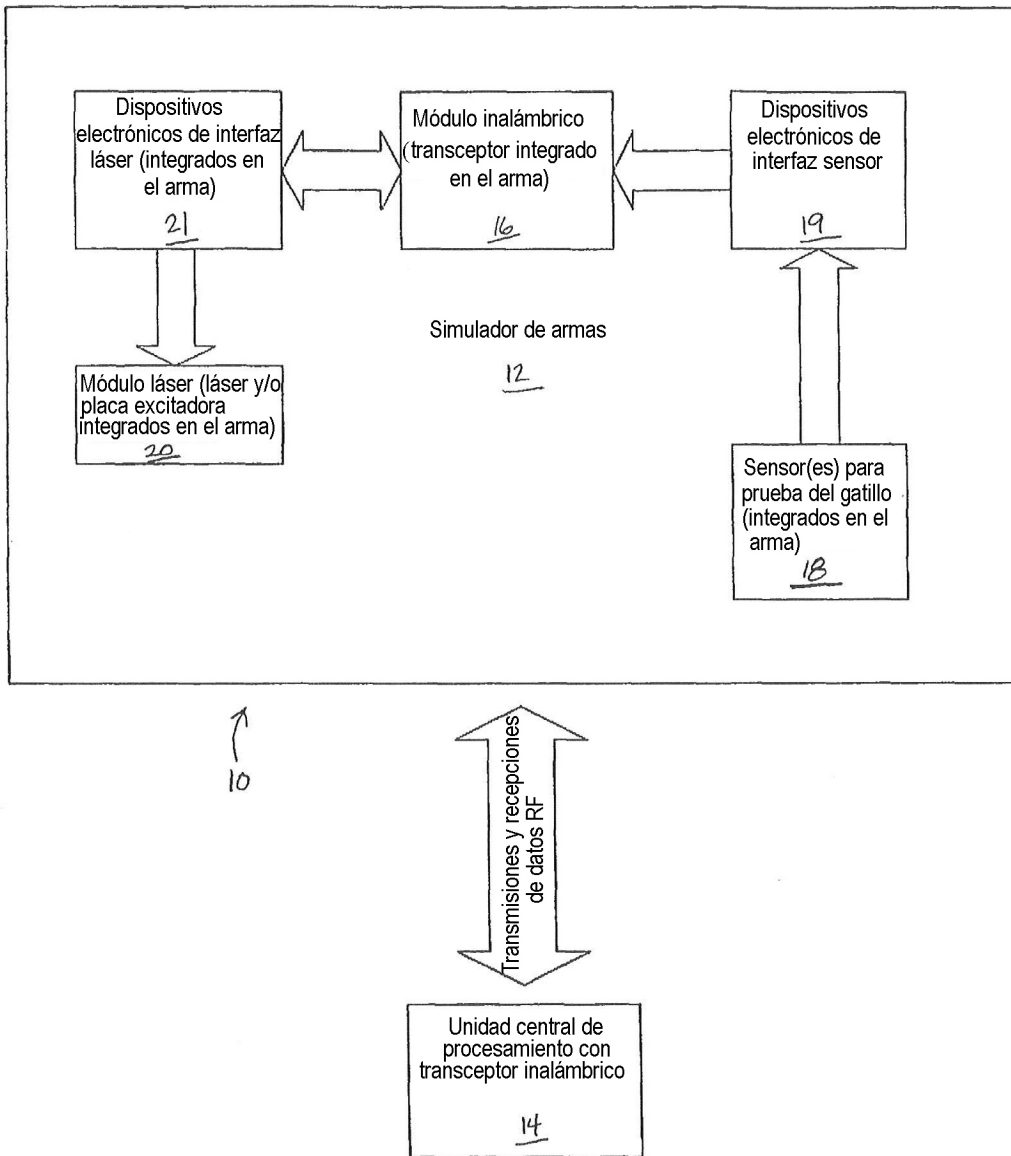 Dispositivos
electrónicos de interfaz
láser (integrados en
el arma)
21
Módulo inalámbrico
(transceptor integrado
en el arma)
16
Dispositivos
electrónicos de
interfaz sensor
19
Simulador de armas
12
Módulo láser (láser y/o
placa excitadora
integrados en el arma)
20
Sensor(es) para
prueba del gatillo
(integrados en el
arma)
18
10
Transmisiones y recepciones
de datos RF
Unidad central de
procesamiento con
transceptor inalámbrico
14